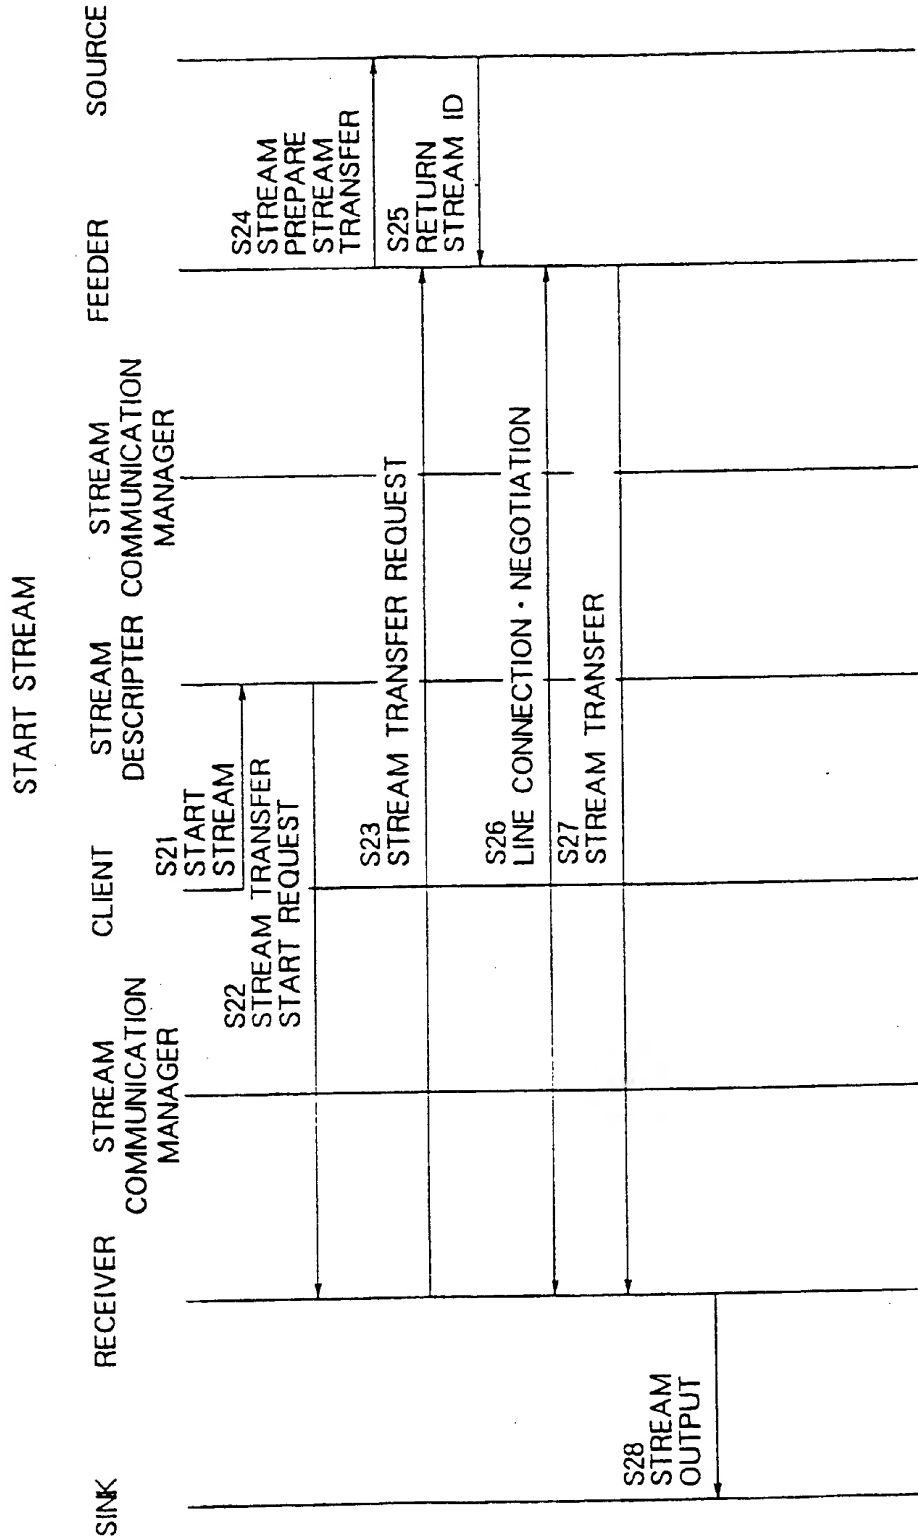 START STREAM
SINK
RECEIVER
STREAM
COMMUNICATION
MANAGER
CLIENT
STREAM
DESCRIPTER
STREAM
COMMUNICATION
MANAGER
FEEDER
SOURCE
S21
START
STREAM
S22
STREAM TRANSFER
START REQUEST
S23
STREAM TRANSFER REQUEST
S24
STREAM
PREPARE
STREAM
TRANSFER
S25
RETURN
STREAM ID
S26
LINE CONNECTION・NEGOTIATION
S27
STREAM TRANSFER
S28
STREAM
OUTPUT